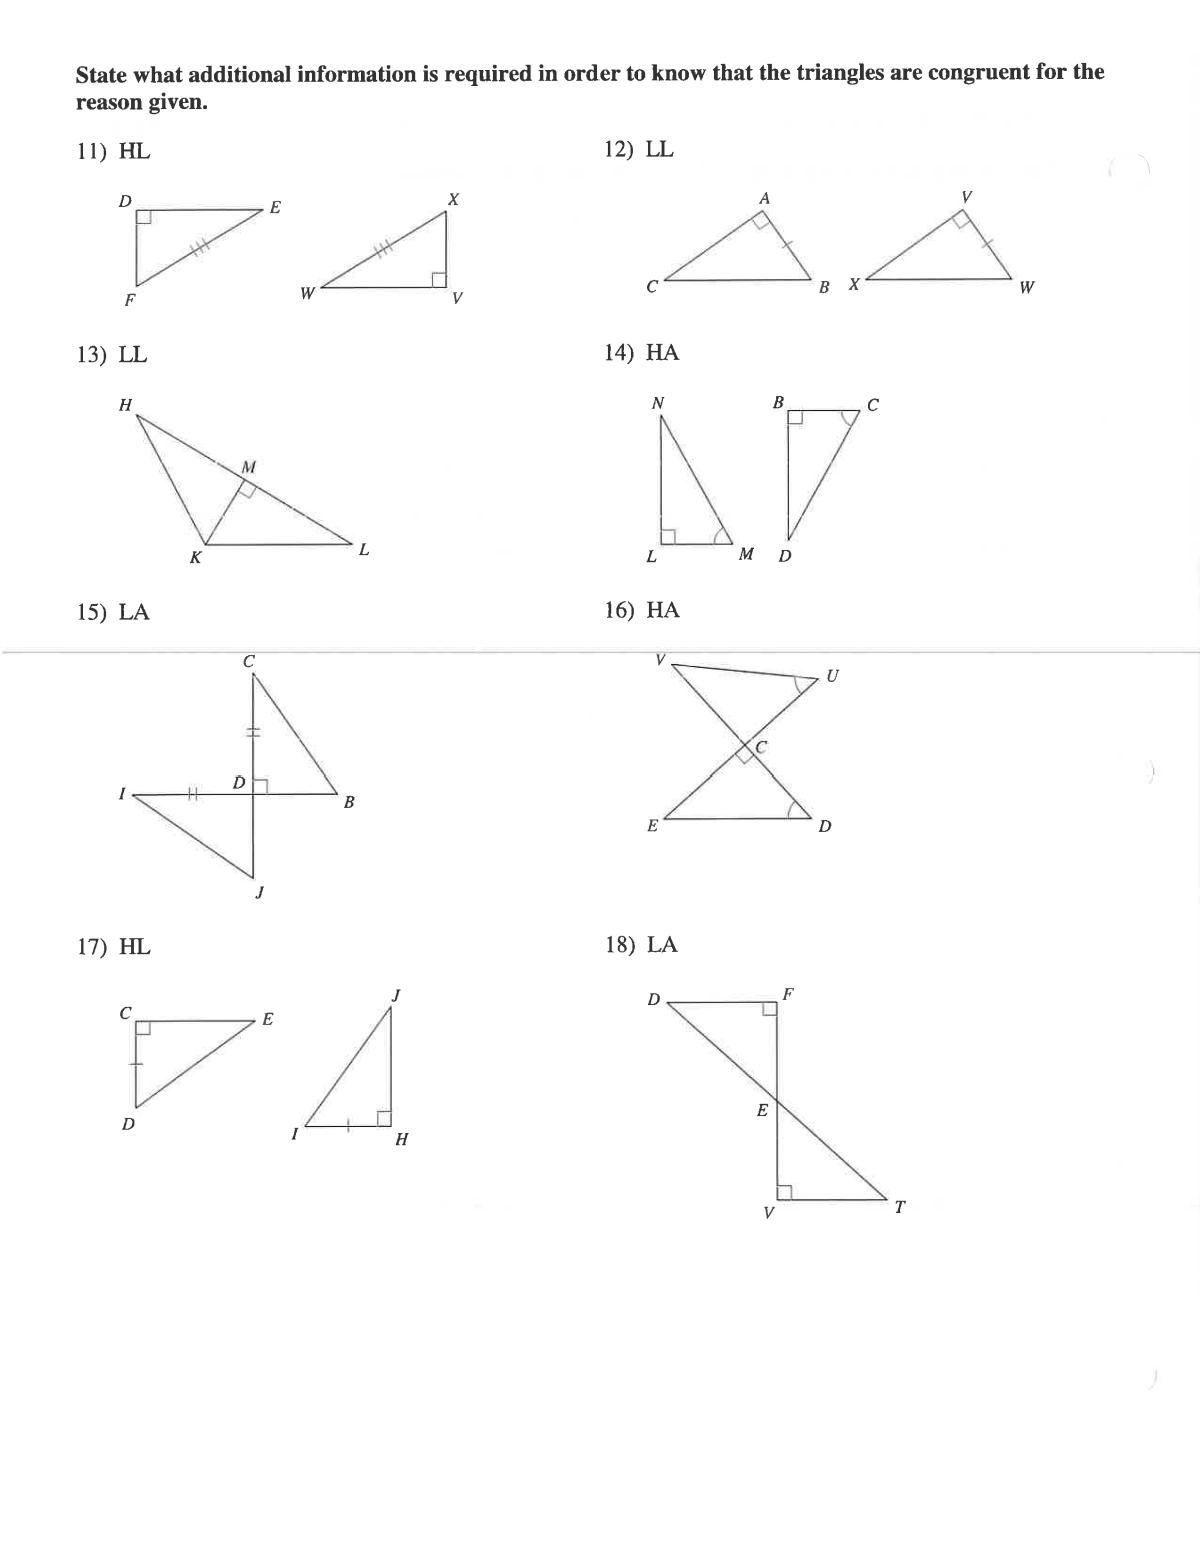 State what additional information is required in order to know that the triangles are congruent for the
reason given.
11) HL
12) LL
D
E
F
X
W
V
A
C
B
V
X
W
13) LL
14) HA
H
M
K
L
N
L
M
B
C
D
15) LA
16) HA
C
I
D
B
J
V
U
C
E
D
17) HL
18) LA
C
E
D
J
I
H
D
F
E
V
T